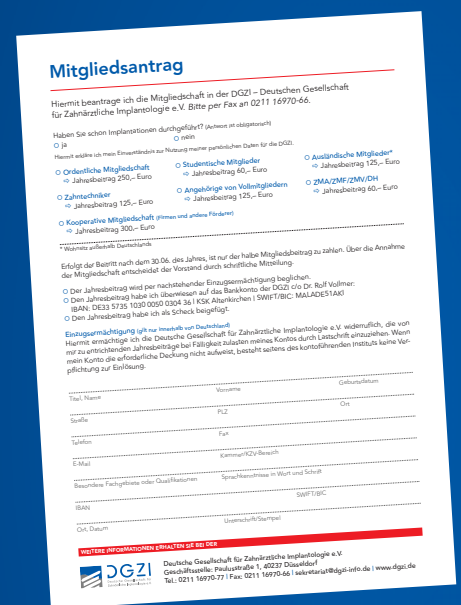 Mitgliedsantrag
Hiermit beantrage ich die Mitgliedschaft in der DGZI – Deutschen Gesellschaft
für Zahnärztliche Implantologie e.V. Bitte per Fax an 0211 16970-66.
Haben Sie schon Implantationen durchgeführt? (Antwort ist obligatorisch)
ja nein
Hiermit erkläre ich mein Einverständnis zur Nutzung meiner persönlichen Daten für die DGZI.
Ordentliche Mitgliedschaft Studentische Mitglieder Ausländische Mitglieder*
⇨ Jahresbeitrag 250,– Euro ⇨ Jahresbeitrag 60,– Euro ⇨ Jahresbeitrag 125,– Euro
Zahntechniker Angehörige von Vollmitgliedern ZMA/ZMF/ZMV/DH
⇨ Jahresbeitrag 125,– Euro ⇨ Jahresbeitrag 125,– Euro ⇨ Jahresbeitrag 60,– Euro
Kooperative Mitgliedschaft (Firmen und andere Förderer)
⇨ Jahresbeitrag 300,– Euro
* Wohnsitz außerhalb Deutschlands
Erfolgt der Beitritt nach dem 30.06. des Jahres, ist nur der halbe Mitgliedsbeitrag zu zahlen. Über die Annahme
der Mitgliedschaft entscheidet der Vorstand durch schriftliche Mitteilung.
Der Jahresbeitrag wird per nachstehender Einzugsermächtigung beglichen.
Den Jahresbeitrag habe ich überwiesen auf das Bankkonto der DGZI c/o Dr. Rolf Vollmer:
IBAN: DE33 5735 1030 0050 0304 36 | KSK Altenkirchen | SWIFT/BIC: MALADE51AKI
Den Jahresbeitrag habe ich als Scheck beigefügt.
Einzugsermächtigung (gilt nur innerhalb von Deutschland)
Hiermit ermächtige ich die Deutsche Gesellschaft für Zahnärztliche Implantologie e.V. widerruflich, die von
mir zu entrichtenden Jahresbeiträge bei Fälligkeit zulasten meines Kontos durch Lastschrift einzuziehen. Wenn
mein Konto die erforderliche Deckung nicht aufweist, besteht seitens des kontoführenden Instituts keine Ver-
pflichtung zur Einlösung.
Titel, Name Vorname Geburtsdatum
Straße PLZ Ort
Telefon Fax
E-Mail Kammer/KZV-Bereich
Besondere Fachgebiete oder Qualifikationen Sprachkenntnisse in Wort und Schrift
IBAN SWIFT/BIC
Ort, Datum Unterschrift/Stempel
WEITERE INFORMATIONEN ERHALTEN SIE BEI DER
DGZI
Deutsche Gesellschaft für Zahnärztliche Implantologie e.V.
Geschäftsstelle: Paulusstraße 1, 40237 Düsseldorf
Tel.: 0211 16970-77 | Fax: 0211 16970-66 | sekretariat@dgzi-info.de | www.dgzi.de